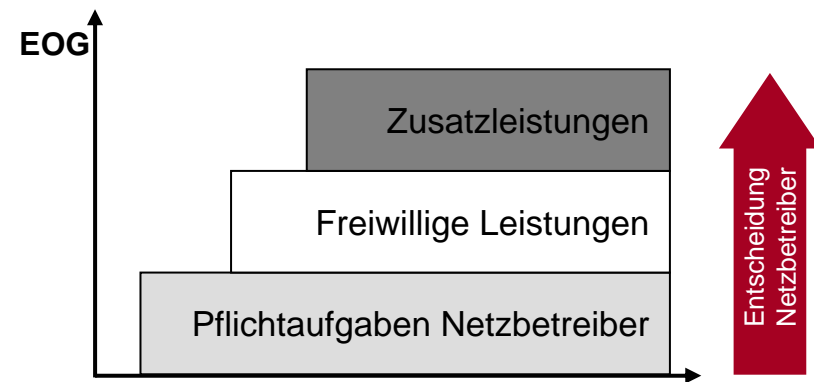 EOG
Zusatzleistungen
Freiwillige Leistungen
Pflichtaufgaben Netzbetreiber
Entscheidung
Netzbetreiber